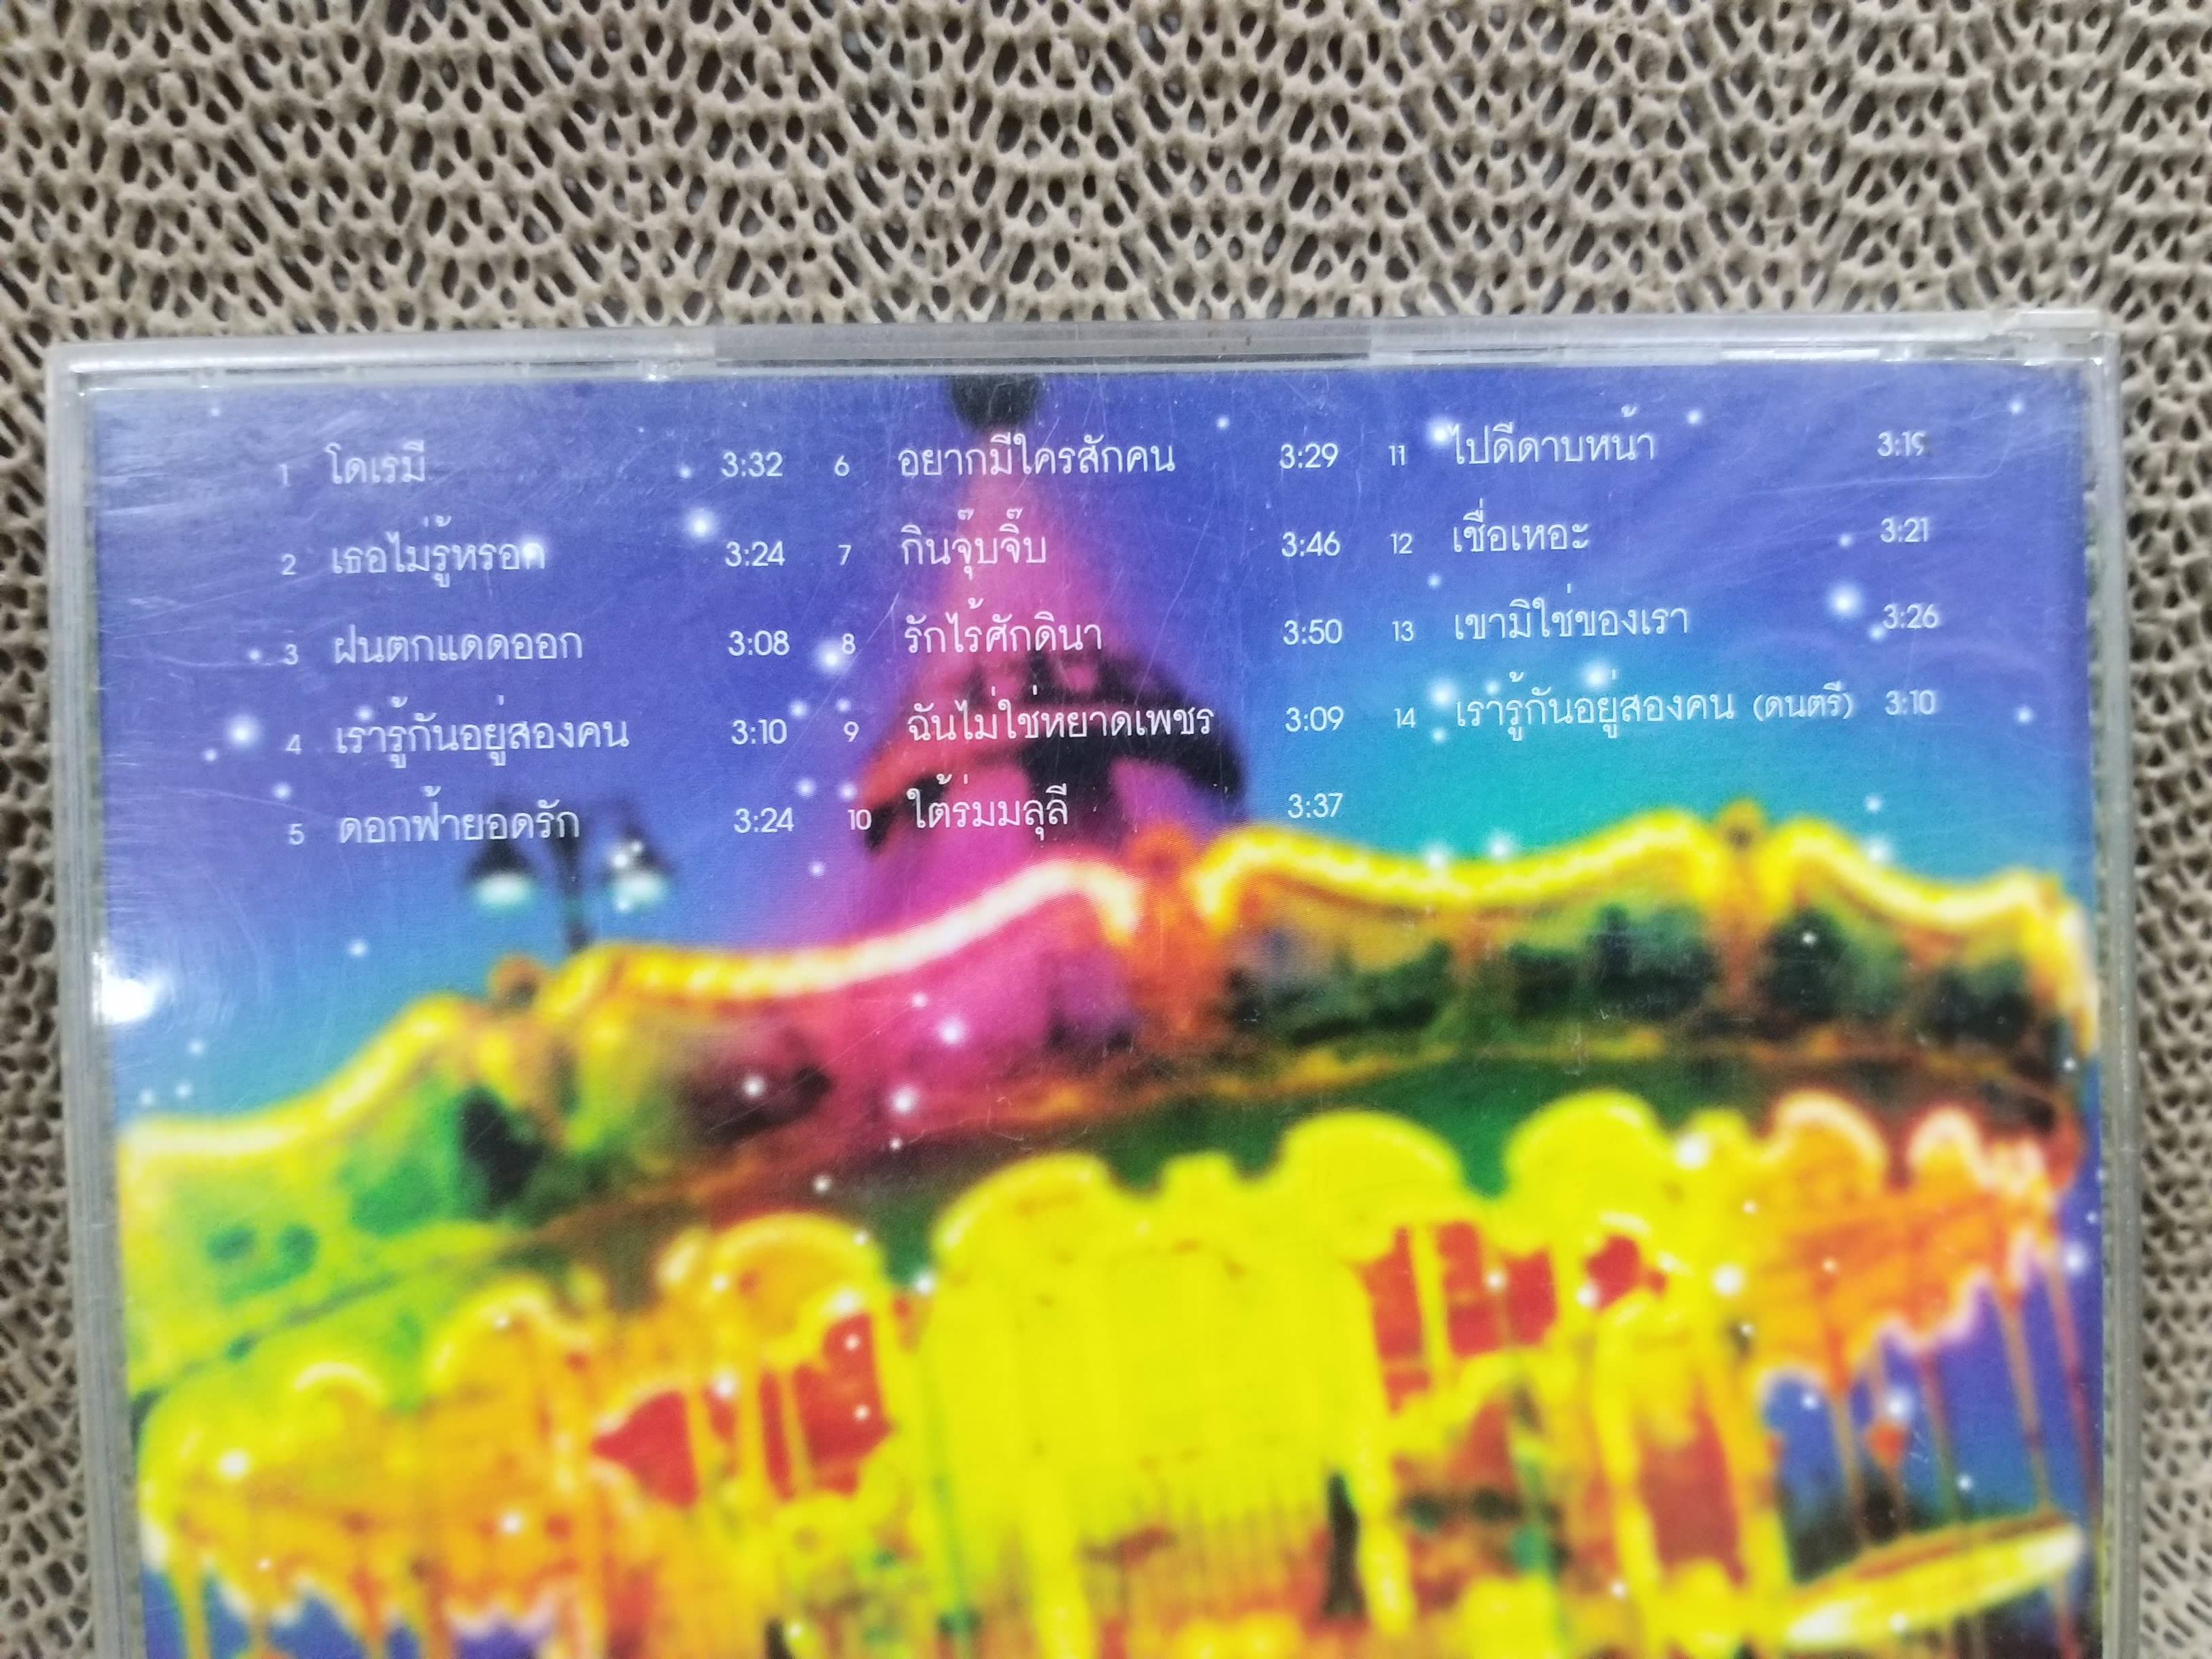 1 โดเรมี 3:32
2 เธอไม่รู้หรอก 3:24
3 ฝนตกแดดออก 3:08
4 เรารู้กันอยู่สองคน 3:10
5 ดอกฟ้ายอดรัก 3:24
6 อยากมีใครสักคน 3:29
7 กินจุ๊บจิ๊บ 3:46
8 รักไร้ศักดินา 3:50
9 ฉันไม่ใช่หยาดเพชร 3:09
10 ใต้ร่มมลุลี 3:37
11 ไปดีดาบหน้า 3:19
12 เชื่อเหอะ 3:21
13 เขามิใช่ของเรา 3:26
14 เรารู้กันอยู่สองคน (ดนตรี) 3:10